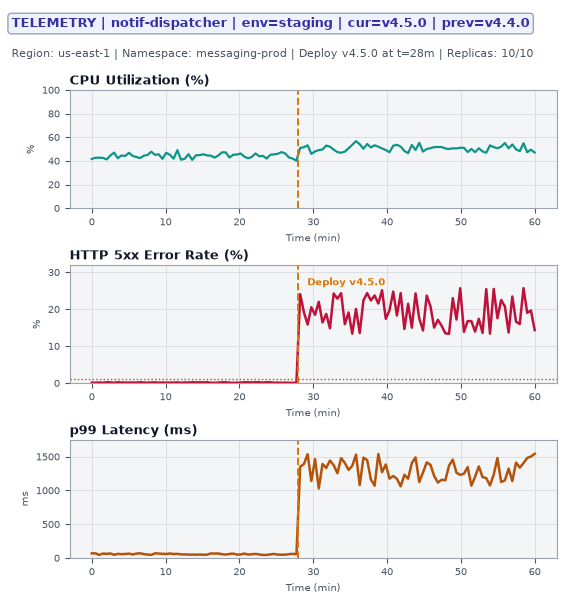 TELEMETRY | notif-dispatcher | env=staging | cur=v4.5.0 | prev=v4.4.0
Region: us-east-1 | Namespace: messaging-prod | Deploy v4.5.0 at t=28m | Replicas: 10/10
CPU Utilization (%)
100
80
60
40
20
0
%
0 10 20 30 40 50 60
Time (min)
HTTP 5xx Error Rate (%)
30
20
10
0
%
Deploy v4.5.0
0 10 20 30 40 50 60
Time (min)
p99 Latency (ms)
1500
1000
500
0
ms
0 10 20 30 40 50 60
Time (min)